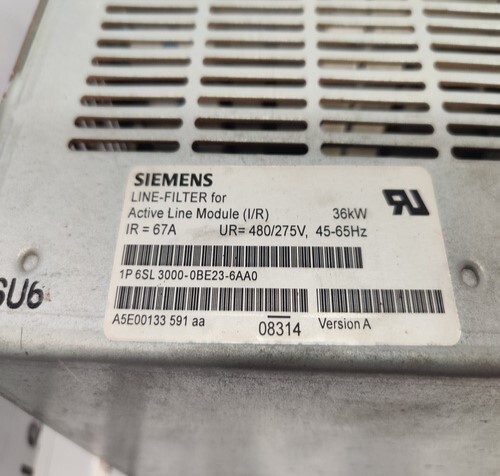 SIEMENS
LINE-FILTER for
Active Line Module (I/R) 36kW
IR = 67A UR= 480/275V, 45-65Hz
1P 6SL 3000-0BE23-6AA0
A5E00133 591 aa 08314 Version A
SU6